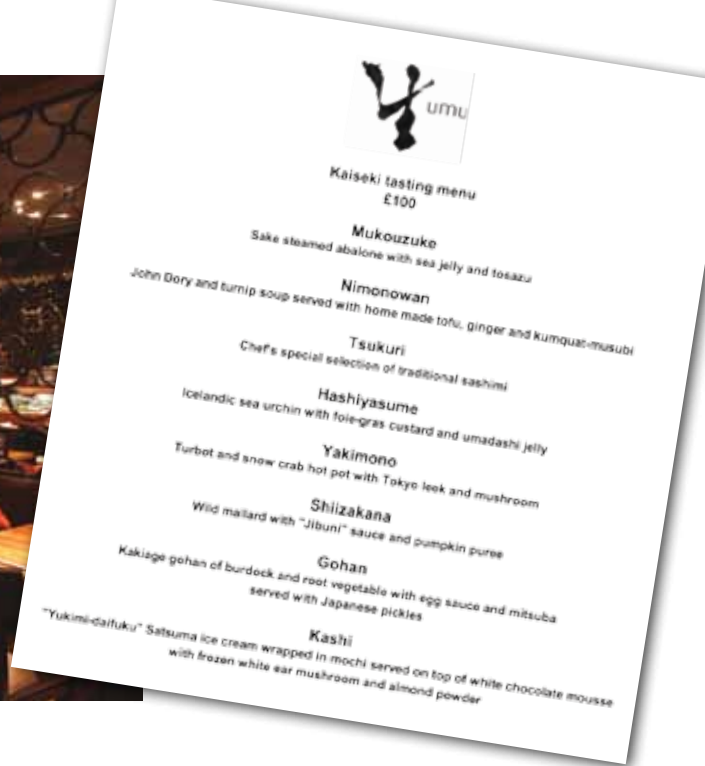 umu
Kaiseki tasting menu
£100
Mukouzuke
Sake steamed abalone with sea jelly and tosazu
Nimonowan
John Dory and turnip soup served with home made tofu, ginger and kumquat-musubi
Tsukuri
Chef's special selection of traditional sashimi
Hashiyasume
Icelandic sea urchin with foie-gras custard and umadashi jelly
Yakimono
Turbot and snow crab hot pot with Tokyo leek and mushroom
Shiizakana
Wild mallard with "Jibuni" sauce and pumpkin puree
Gohan
Kakiage gohan of burdock and root vegetable with egg sauce and mitsuba
served with Japanese pickles
Kashi
"Yukimi-daifuku" Satsuma ice cream wrapped in mochi served on top of white chocolate mousse
with frozen white ear mushroom and almond powder